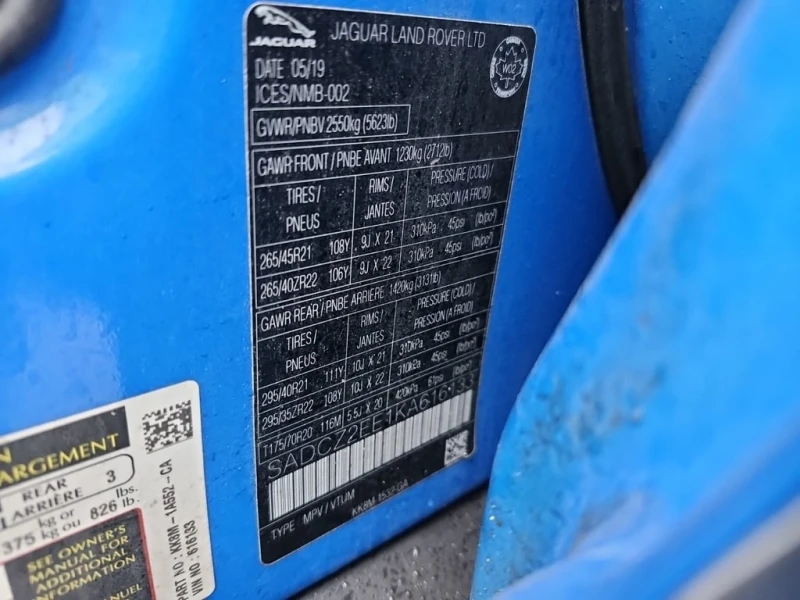 JAGUAR
JAGUAR LAND ROVER LTD
DATE 05/19
ICES/NMB-002
W02
GVWR/PNBV 2550kg (5623lb)
GAWR FRONT / PNBE AVANT 1230kg (2712lb)
TIRES / PNEUS
RIMS / JANTES
PRESSURE (COLD) / PRESSION (A FROID)
265/45R21 108Y 9J X 21 310kPa 45psi (lb/po²)
265/40ZR22 106Y 9J X 22 310kPa 45psi (lb/po²)
GAWR REAR / PNBE ARRIERE 1420kg (3131lb)
TIRES / PNEUS
RIMS / JANTES
PRESSURE (COLD) / PRESSION (A FROID)
295/40R21 111Y 10J X 21 310kPa 45psi (lb/po²)
295/35ZR22 108Y 10J X 22 310kPa 45psi (lb/po²)
T175/70R20 116M 5.5J X 20 420kPa 61psi (lb/po²)
SADCZ2EE1KA616133
TYPE : MPV / VTUM
ARGEMENT
REAR
ARRIÈRE
3
kg or lbs.
375 kg ou 826 lb.
SEE OWNER'S
MANUAL FOR
ADDITIONAL
INFORMATION
PART NO : KK8M-1A552-CA
VIN NO : 616133